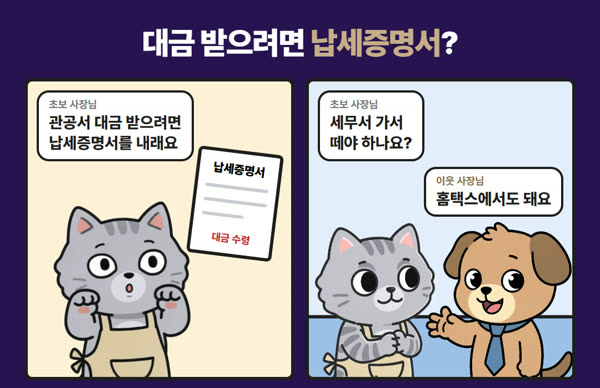 대금 받으려면 납세증명서?
초보 사장님
관공서 대금 받으려면
납세증명서를 내래요
납세증명서
대금 수령
초보 사장님
세무서 가서
떼야 하나요?
이웃 사장님
홈택스에서도 돼요